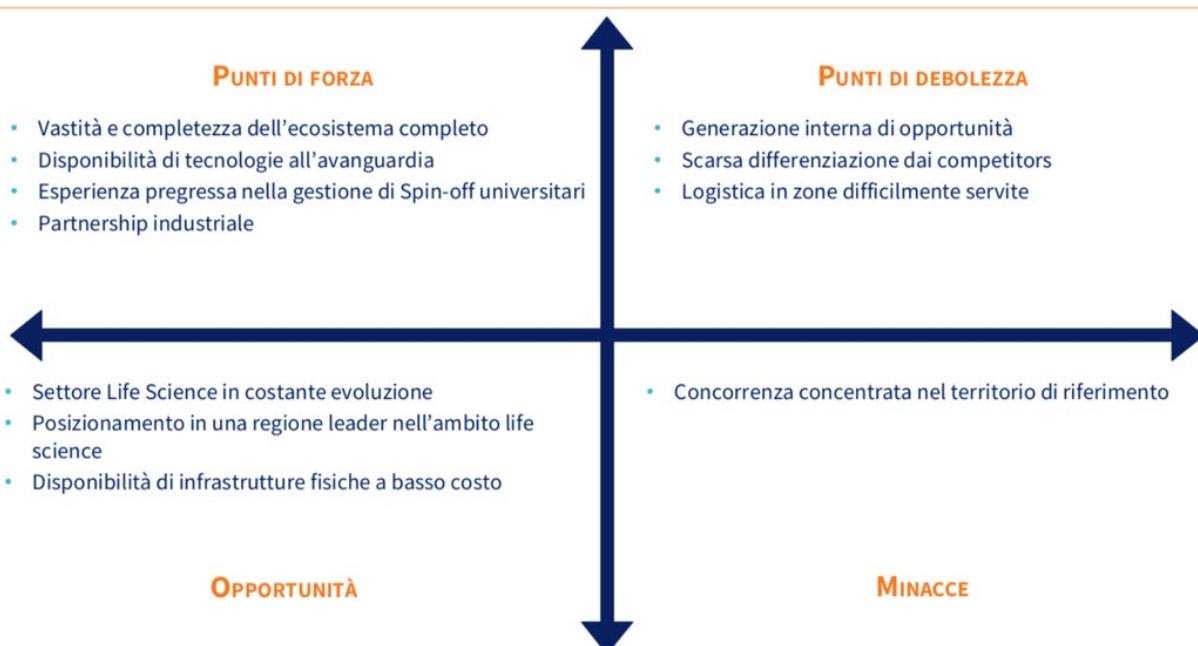 Punti di forza
Vastità e completezza dell'ecosistema completo
Disponibilità di tecnologie all'avanguardia
Esperienza pregressa nella gestione di Spin-off universitari
Partnership industriale
Punti di debolezza
Generazione interna di opportunità
Scarsa differenziazione dai competitors
Logistica in zone difficilmente servite
Settore Life Science in costante evoluzione
Posizionamento in una regione leader nell'ambito life
science
Disponibilità di infrastrutture fisiche a basso costo
Opportunità
Concorrenza concentrata nel territorio di riferimento
Minacce